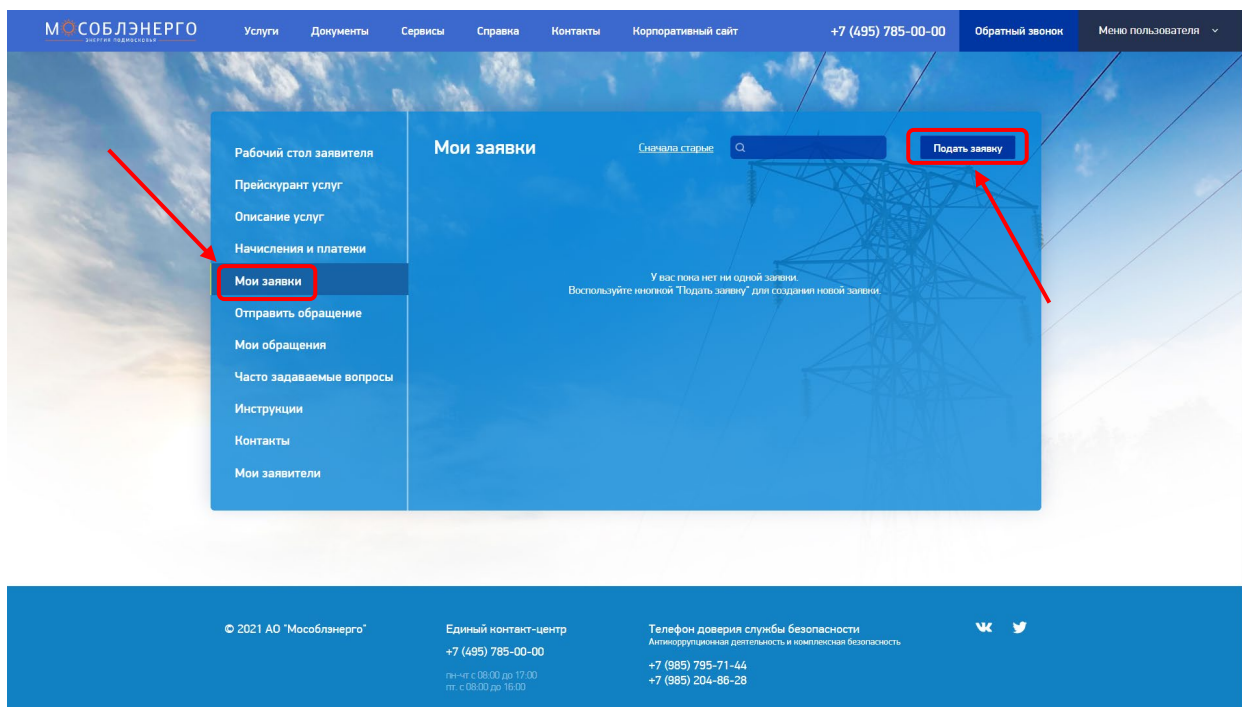 МОСОБЛЭНЕРГО
ЭНЕРГИЯ ПОДМОСКОВЬЯ
Услуги
Документы
Сервисы
Справка
Контакты
Корпоративный сайт
+7 (495) 785-00-00
Обратный звонок
Меню пользователя
Рабочий стол заявителя
Прейскурант услуг
Описание услуг
Начисления и платежи
Мои заявки
Отправить обращение
Мои обращения
Часто задаваемые вопросы
Инструкции
Контакты
Мои заявители
Мои заявки
Сначала старые
Подать заявку
У вас пока нет ни одной заявки.
Воспользуйте кнопкой "Подать заявку" для создания новой заявки.
© 2021 АО "Мособлэнерго"
Единый контакт-центр
+7 (495) 785-00-00
пн-чт с 08:00 до 17:00
пт. с 08:00 до 16:00
Телефон доверия службы безопасности
Антикоррупционная деятельность и комплексная безопасность
+7 (985) 795-71-44
+7 (985) 204-86-28